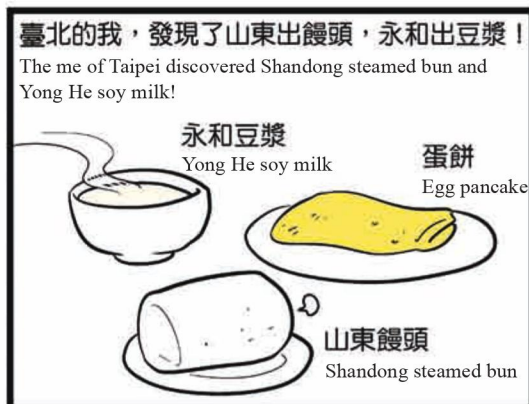 臺北的我，發現了山東出饅頭，永和出豆漿！
The me of Taipei discovered Shandong steamed bun and
Yong He soy milk!
永和豆漿
Yong He soy milk
蛋餅
Egg pancake
山東饅頭
Shandong steamed bun